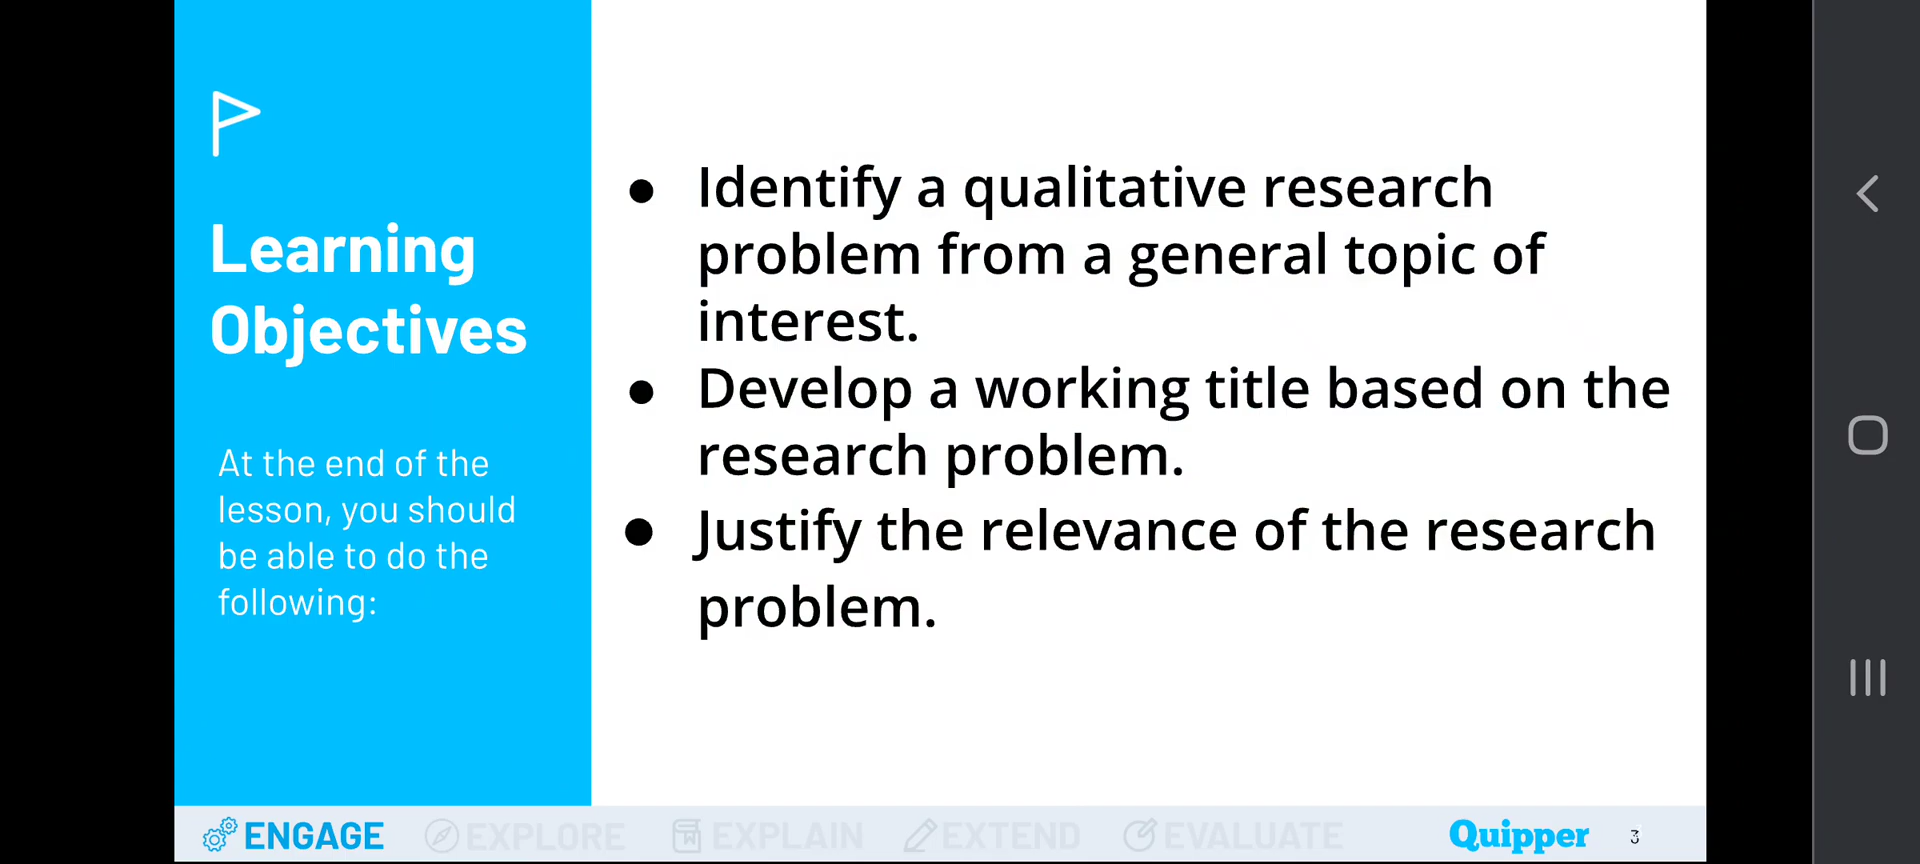 Learning
Objectives
At the end of the
lesson, you should
be able to do the
following:
● Identify a qualitative research
problem from a general topic of
interest.
● Develop a working title based on the
research problem.
● Justify the relevance of the research
problem.
ENGAGE EXPLORE EXPLAIN EXTEND EVALUATE Quipper 3